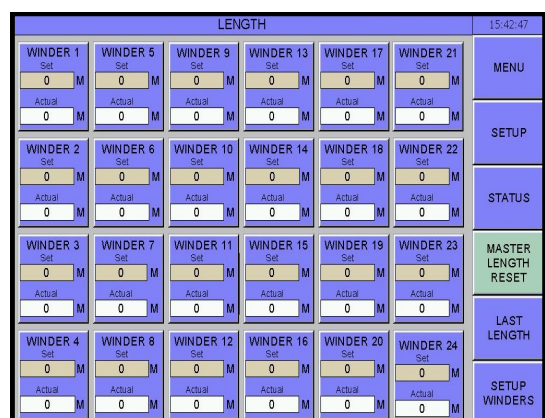 LENGTH 15:42:47
WINDER 1 WINDER 5 WINDER 9 WINDER 13 WINDER 17 WINDER 21
Set Set Set Set Set Set
0 M 0 M 0 M 0 M 0 M 0 M
Actual Actual Actual Actual Actual Actual
0 M 0 M 0 M 0 M 0 M 0 M
WINDER 2 WINDER 6 WINDER 10 WINDER 14 WINDER 18 WINDER 22
Set Set Set Set Set Set
0 M 0 M 0 M 0 M 0 M 0 M
Actual Actual Actual Actual Actual Actual
0 M 0 M 0 M 0 M 0 M 0 M
WINDER 3 WINDER 7 WINDER 11 WINDER 15 WINDER 19 WINDER 23
Set Set Set Set Set Set
0 M 0 M 0 M 0 M 0 M 0 M
Actual Actual Actual Actual Actual Actual
0 M 0 M 0 M 0 M 0 M 0 M
WINDER 4 WINDER 8 WINDER 12 WINDER 16 WINDER 20 WINDER 24
Set Set Set Set Set Set
0 M 0 M 0 M 0 M 0 M 0 M
Actual Actual Actual Actual Actual Actual
0 M 0 M 0 M 0 M 0 M 0 M
MENU
SETUP
STATUS
MASTER
LENGTH
RESET
LAST
LENGTH
SETUP
WINDERS